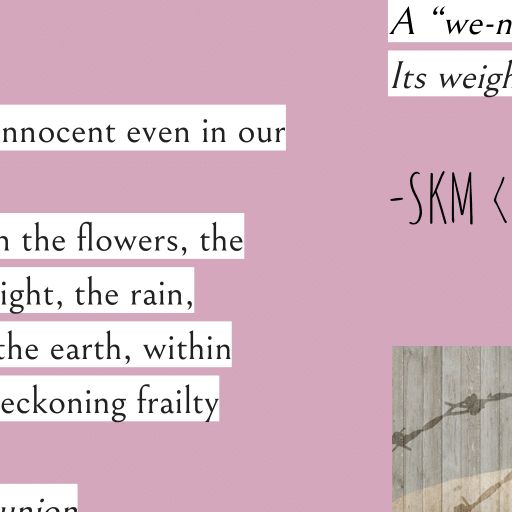 nnocent even in our
the flowers, the
ight, the rain,
the earth, within
eckoning frailty
union
A “we-n
Its weigh
-SKM <